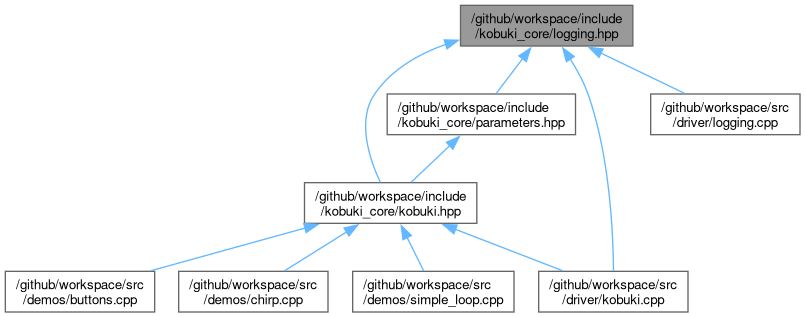 /github/workspace/include
/kobuki_core/logging.hpp
/github/workspace/include
/kobuki_core/parameters.hpp
/github/workspace/src
/driver/logging.cpp
/github/workspace/include
/kobuki_core/kobuki.hpp
/github/workspace/src
/demos/buttons.cpp
/github/workspace/src
/demos/chirp.cpp
/github/workspace/src
/demos/simple_loop.cpp
/github/workspace/src
/driver/kobuki.cpp